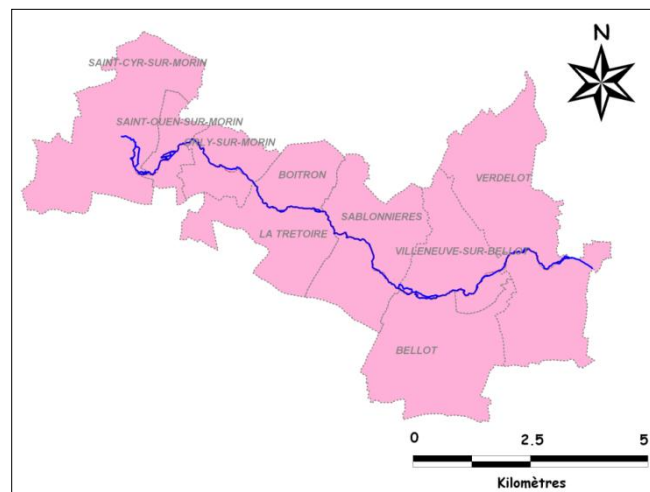 N
SAINT-CYR-SUR-MORIN
SAINT-OUEN-SUR-MORIN
ORLY-SUR-MORIN
BOITRON
VERDELOT
SABLONNIERES
LA TRETOIRE
VILLENEUVE-SUR-BELLOT
BELLOT
0 2.5 5
Kilomètres